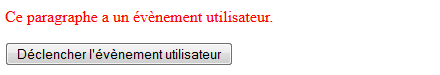 Ce paragraphe a un évènement utilisateur.
Déclencher l'évènement utilisateur